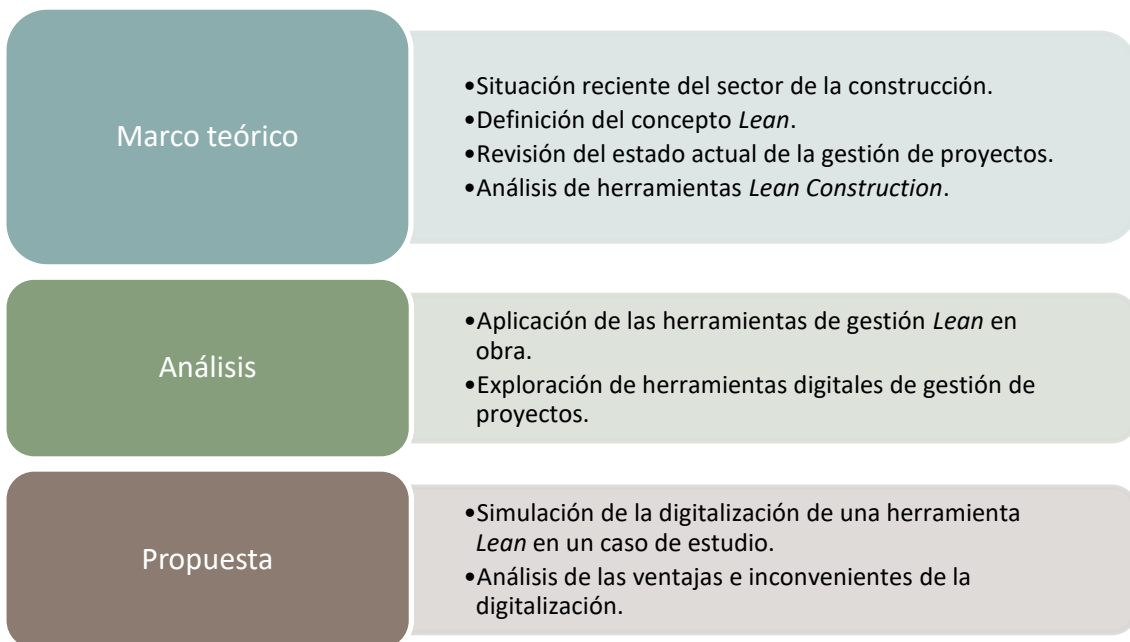 Marco teórico
•Situación reciente del sector de la construcción.
•Definición del concepto Lean.
•Revisión del estado actual de la gestión de proyectos.
•Análisis de herramientas Lean Construction.
Análisis
•Aplicación de las herramientas de gestión Lean en
obra.
•Exploración de herramientas digitales de gestión de
proyectos.
Propuesta
•Simulación de la digitalización de una herramienta
Lean en un caso de estudio.
•Análisis de las ventajas e inconvenientes de la
digitalización.